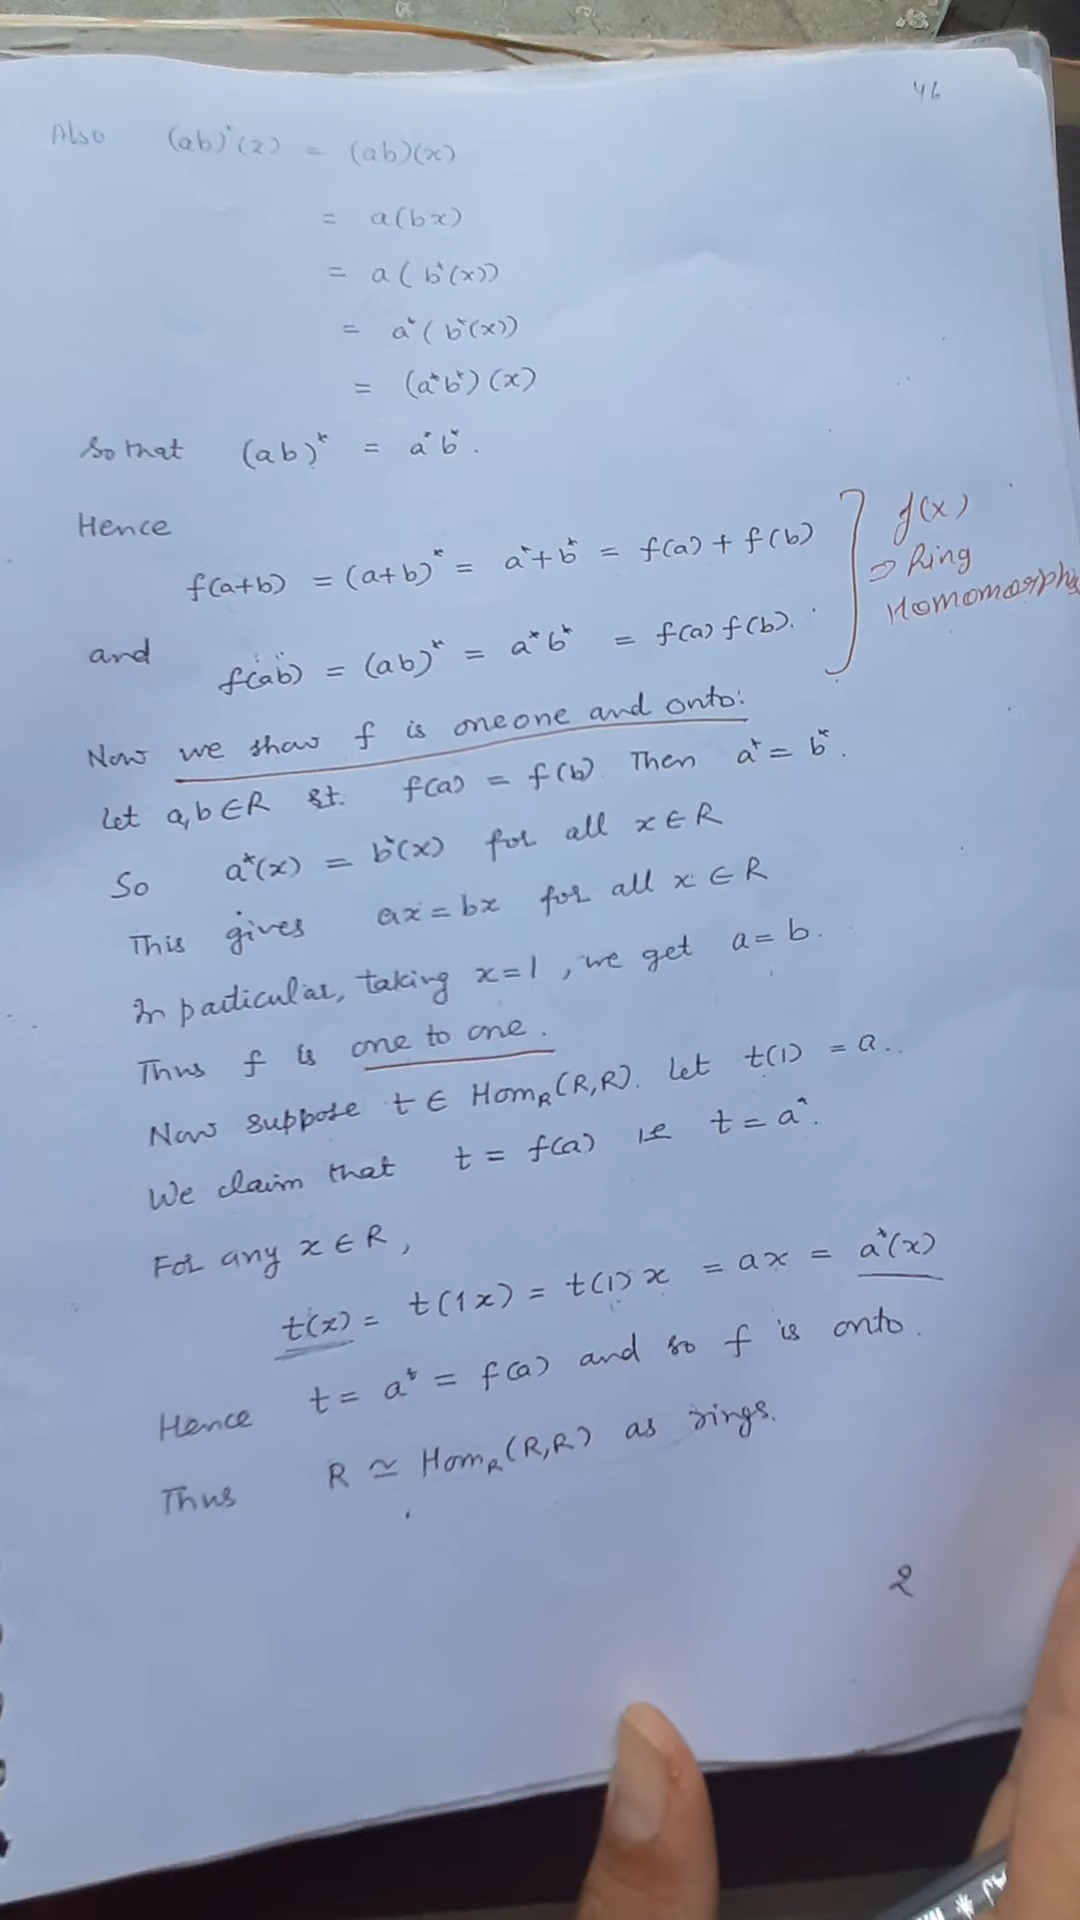 46
Also (ab)*(x) = (ab)(x)
= a(bx)
= a(b*(x))
= a*(b*(x))
= (a*b*)(x)
So that (ab)* = a*b*.
Hence
f(a+b) = (a+b)* = a*+b* = f(a) + f(b)
and f(ab) = (ab)* = a*b* = f(a) f(b).
f(x)
⇒ Ring
Homomorphis
Now we show f is oneone and onto:
Let a,b∈R st. f(a) = f(b). Then a* = b*.
So a*(x) = b*(x) for all x∈R
This gives ax = bx for all x∈R
In particular, taking x=1, we get a=b.
Thus f is one to one.
Now suppose t∈ Hom_R(R,R). Let t(1) = a.
We claim that t = f(a) ie t = a*.
For any x∈R,
t(x) = t(1x) = t(1)x = ax = a*(x)
Hence t = a* = f(a) and so f is onto.
Thus R ≃ Hom_R(R,R) as rings.
2